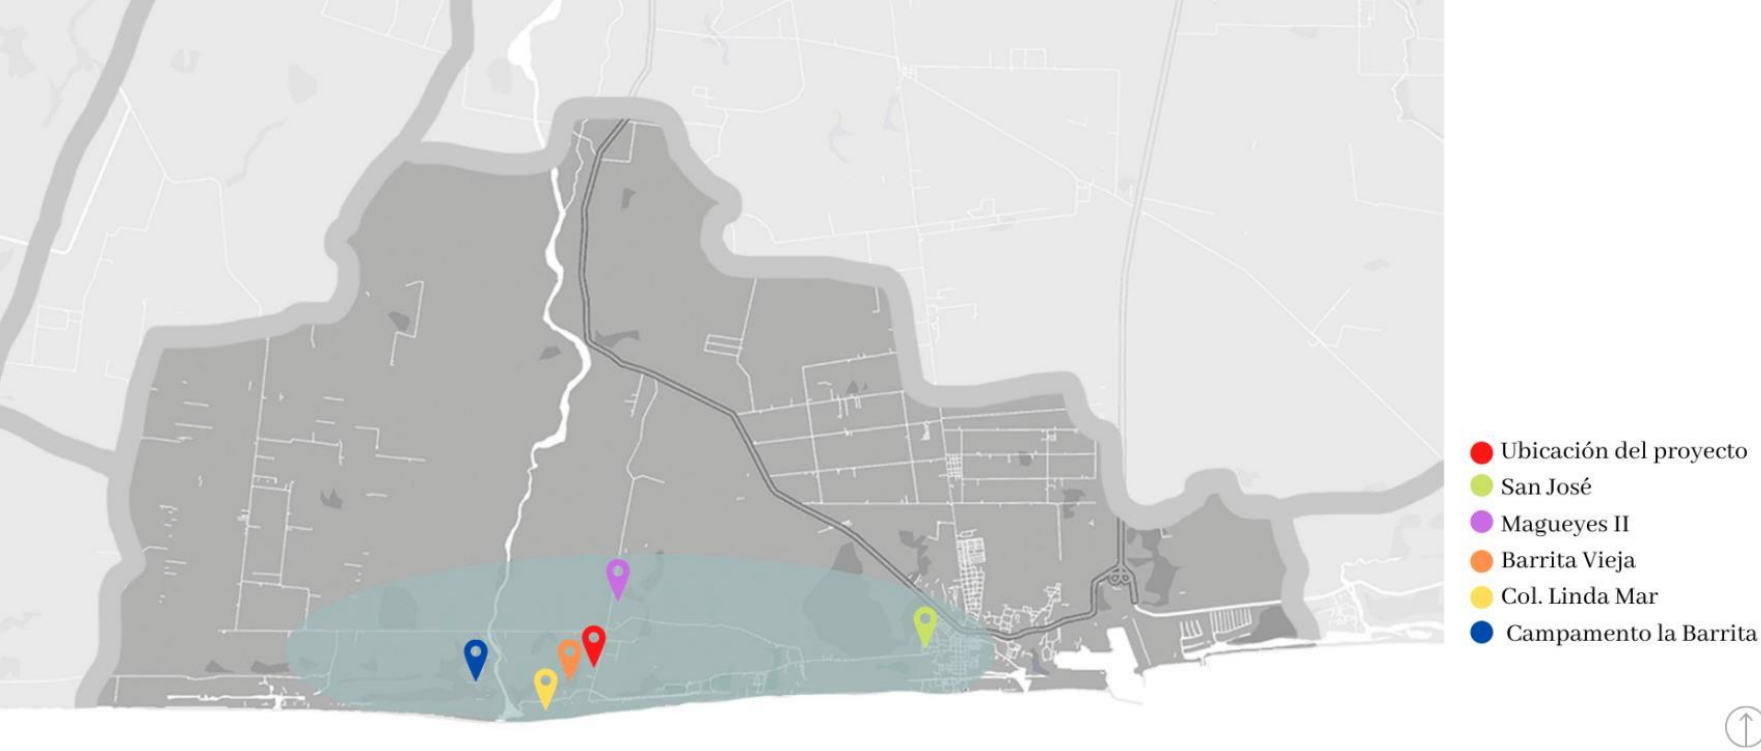 Ubicación del proyecto
San José
Magueyes II
Barrita Vieja
Col. Linda Mar
Campamento la Barrita